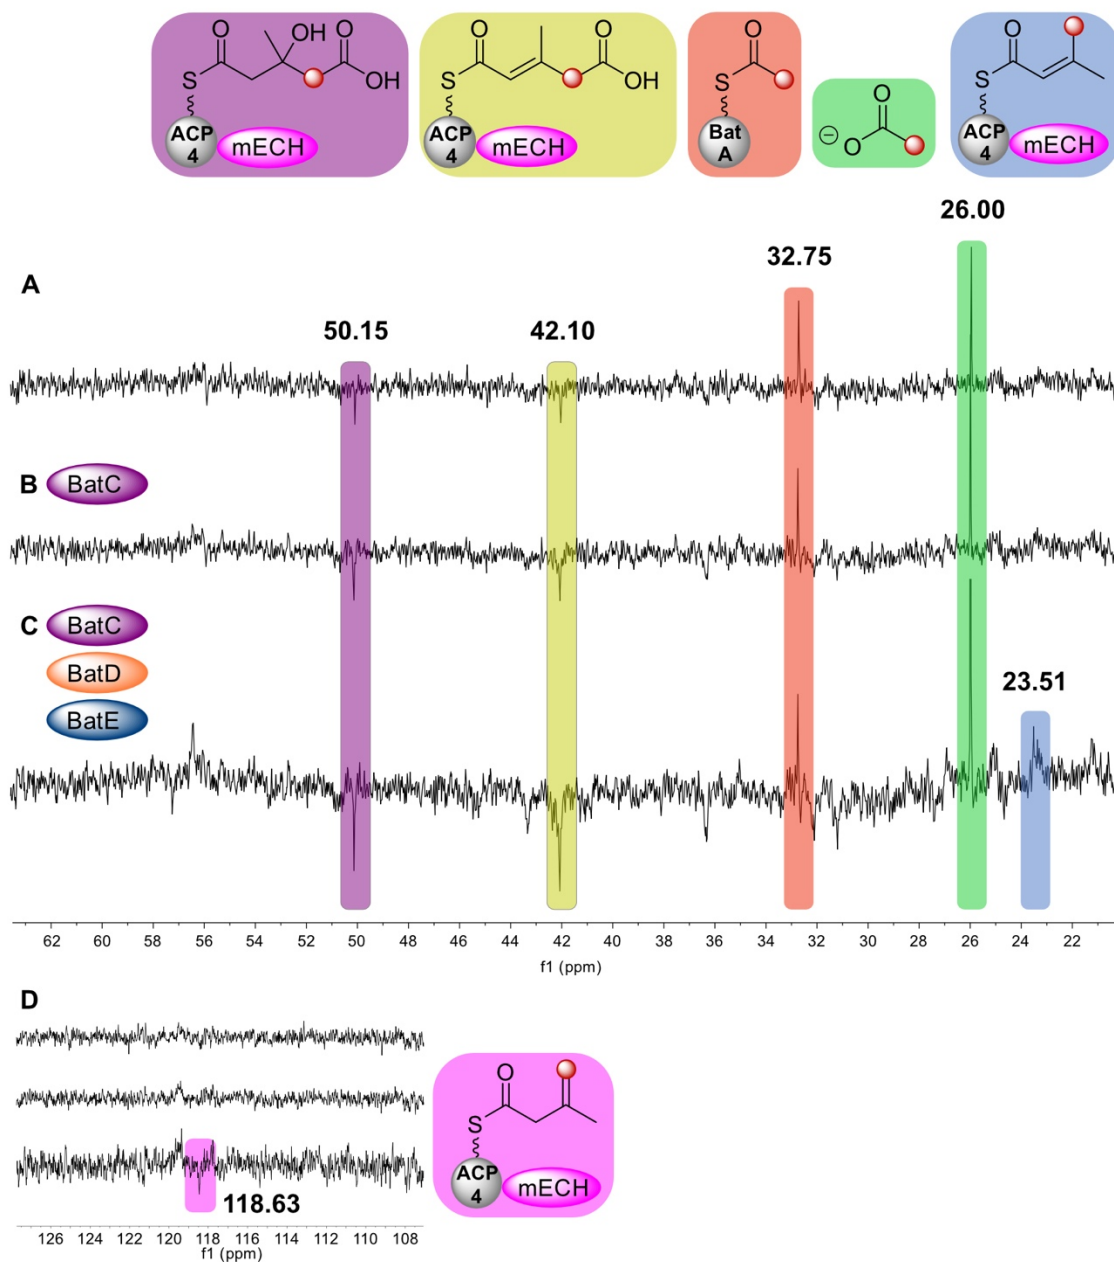 O OH O
S OH
ACP
4 mECH
O O
S OH
ACP
4 mECH
O
S
Bat
A
O
⊖ O
O
S
ACP
4 mECH
26.00
32.75
A
50.15 42.10
B BatC
C BatC
BatD
BatE
23.51
62 60 58 56 54 52 50 48 46 44 42 40 38 36 34 32 30 28 26 24 22
f1 (ppm)
D
118.63
126 124 122 120 118 116 114 112 110 108
f1 (ppm)
O
S
ACP
4 mECH